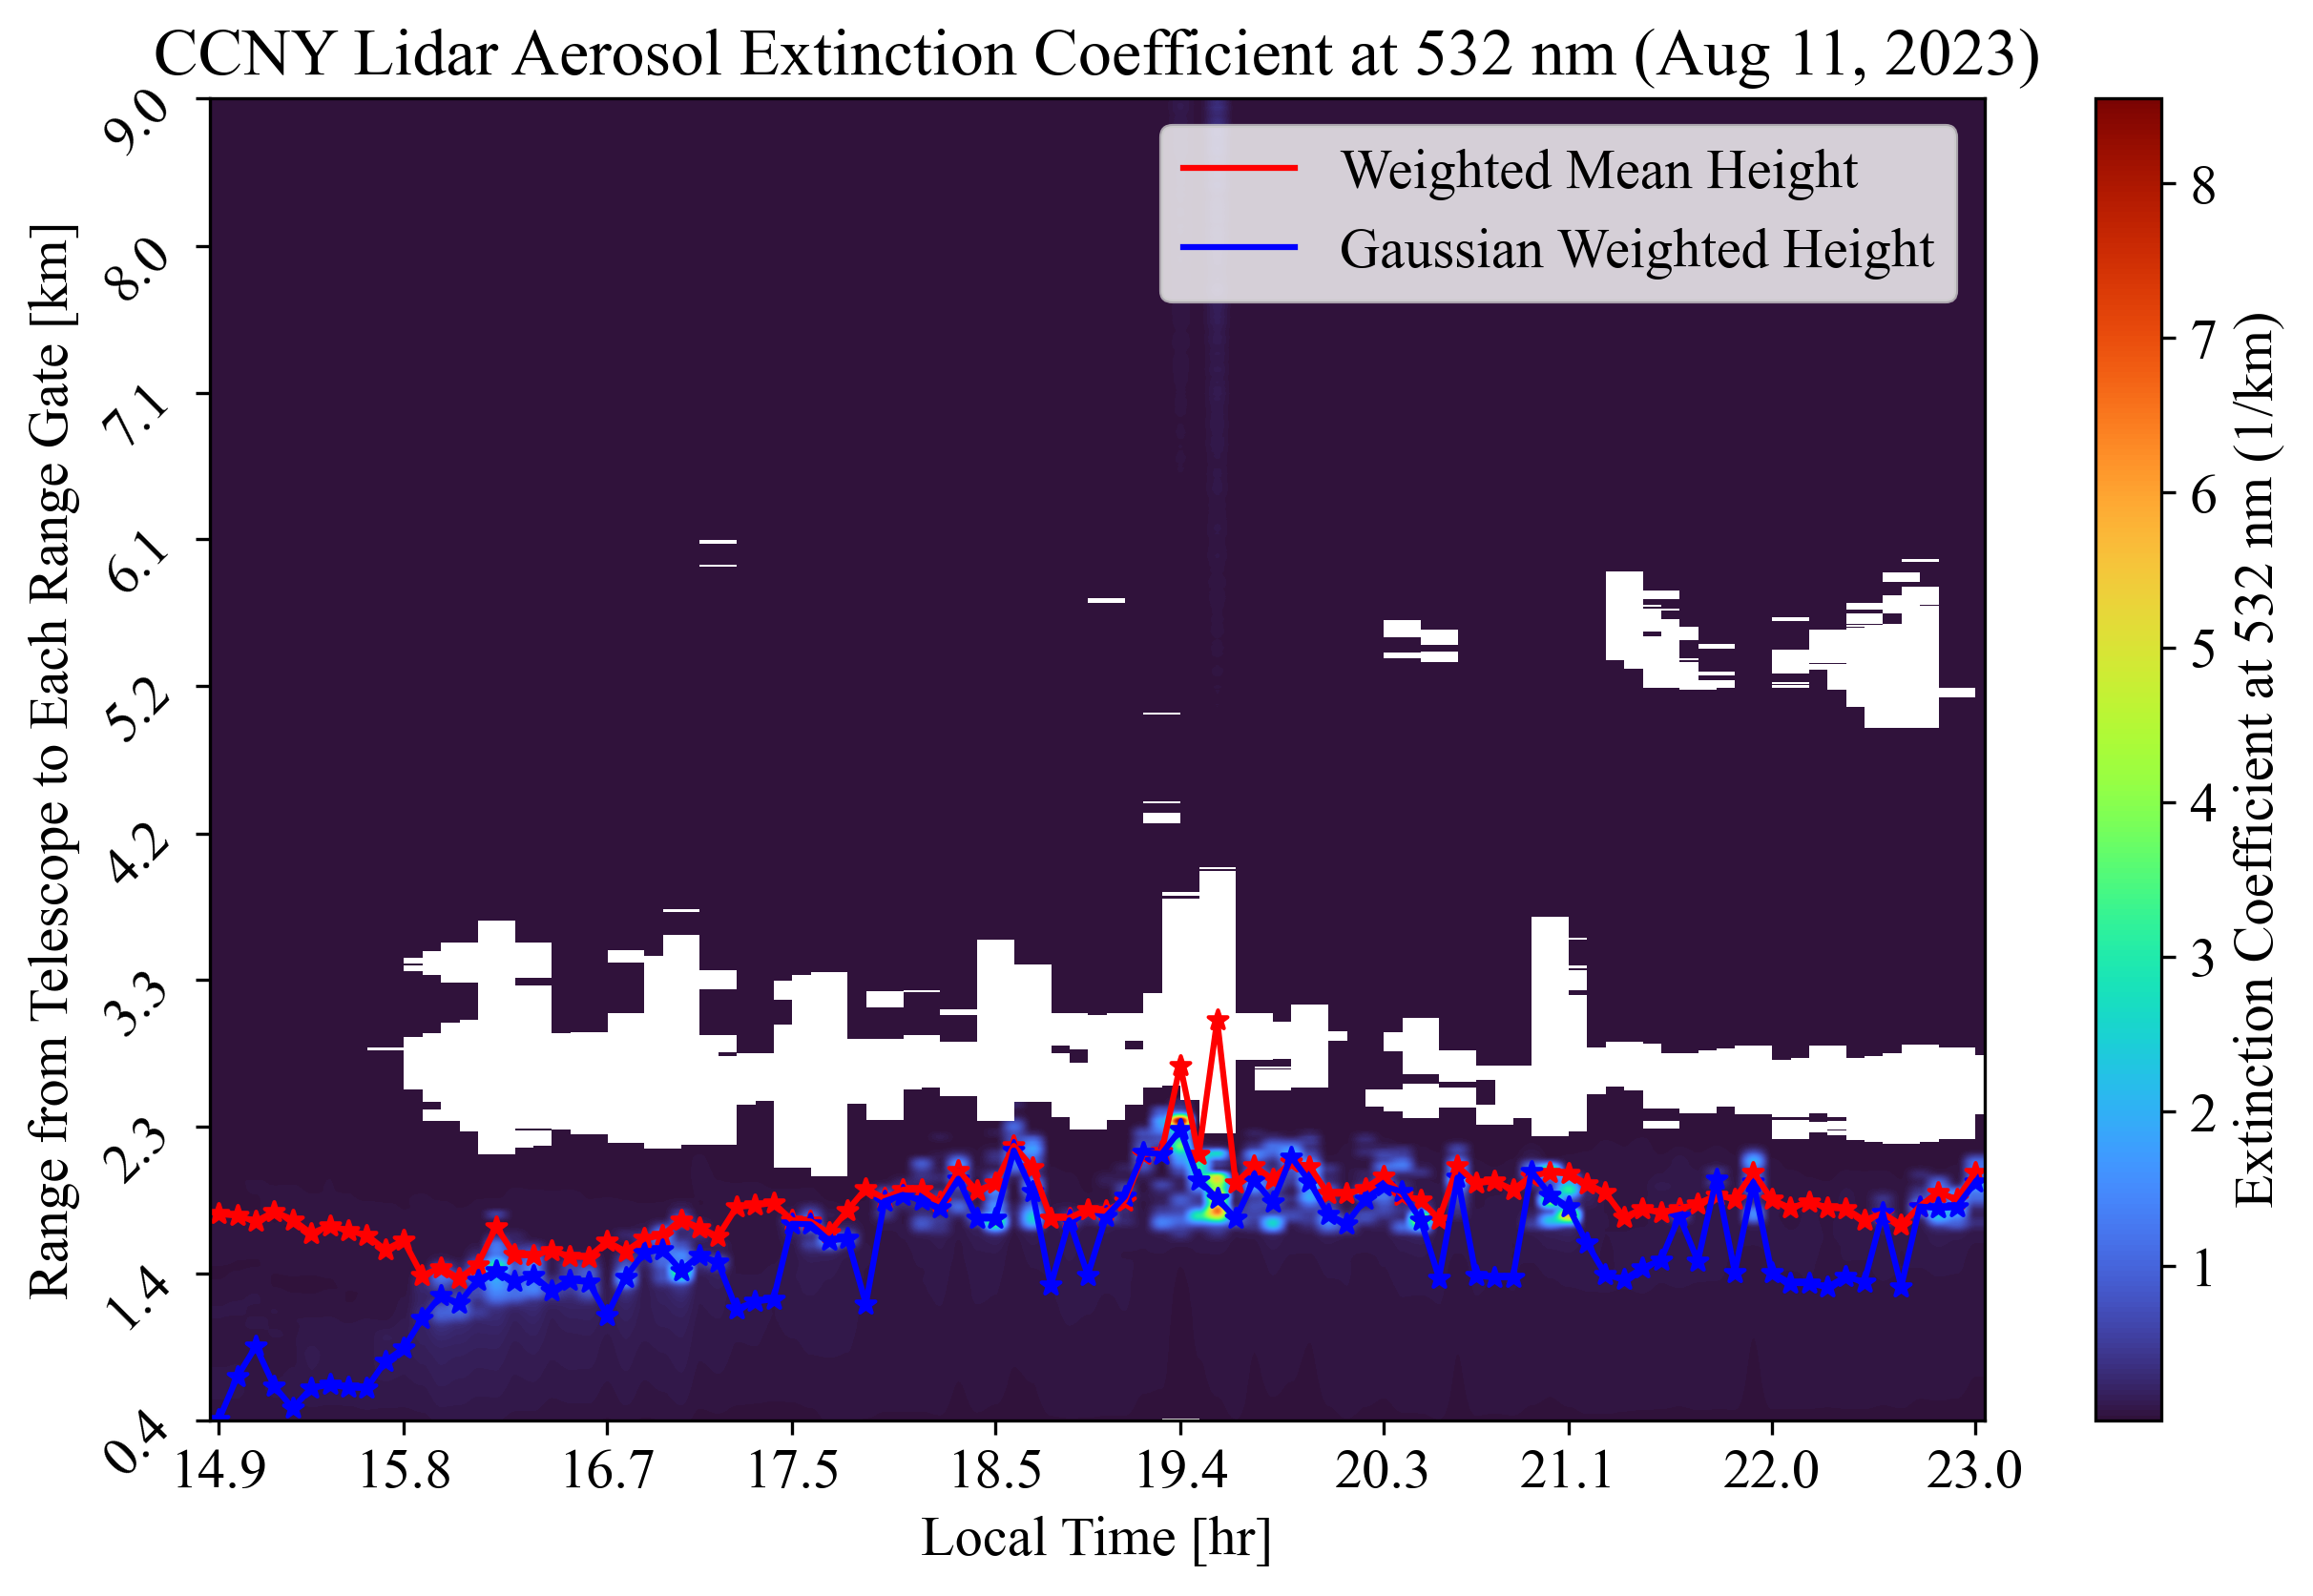 CCNY Lidar Aerosol Extinction Coefficient at 532 nm (Aug 11, 2023)
Weighted Mean Height
Gaussian Weighted Height
Range from Telescope to Each Range Gate [km]
9.0
8.0
7.1
6.1
5.2
4.2
3.3
2.3
1.4
0.4
14.9 15.8 16.7 17.5 18.5 19.4 20.3 21.1 22.0 23.0
Local Time [hr]
8
7
6
5
4
3
2
1
Extinction Coefficient at 532 nm (1/km)